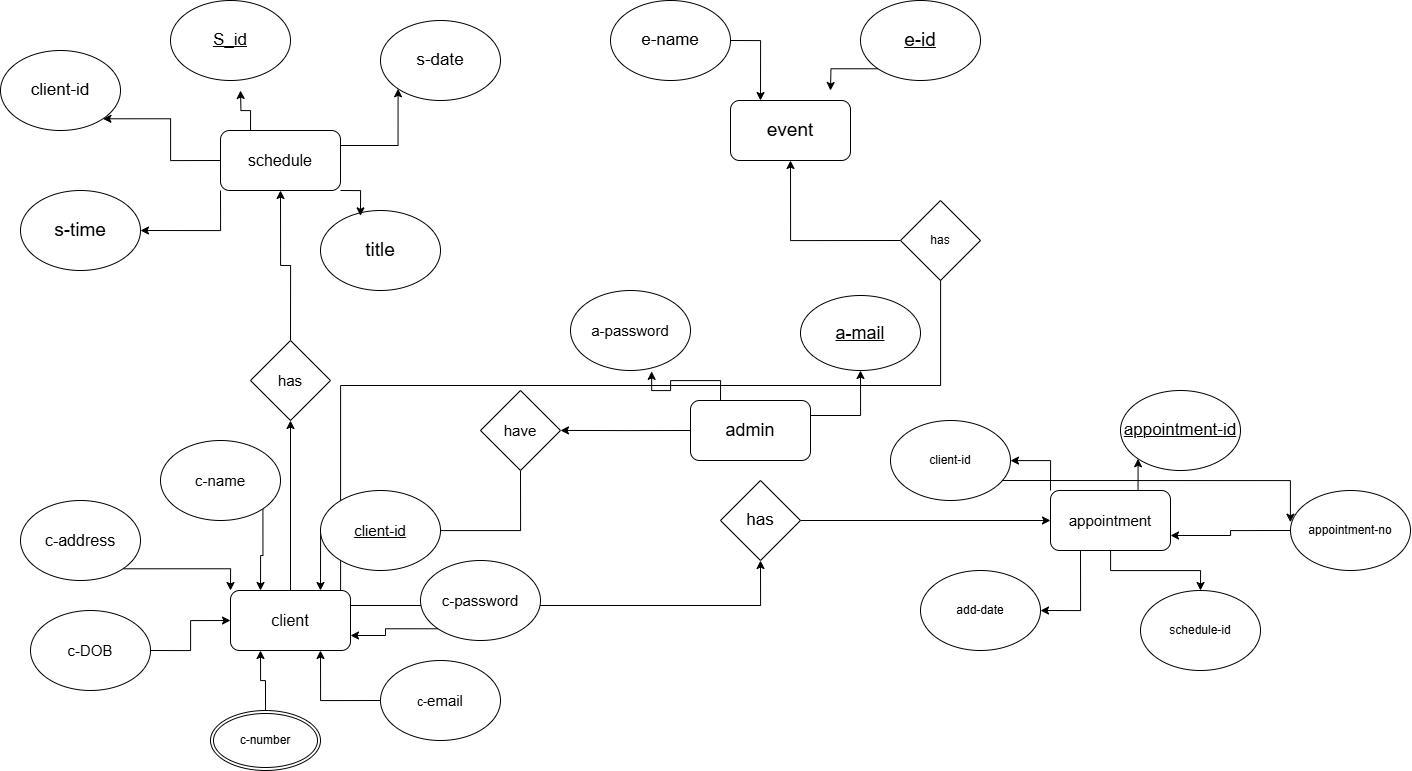 S_id
e-name
e-id
s-date
client-id
event
schedule
s-time
title
has
a-password
a-mail
has
have
admin
appointment-id
client-id
c-name
client-id
has
appointment
appointment-no
c-address
c-password
add-date
client
schedule-id
c-DOB
c-email
c-number